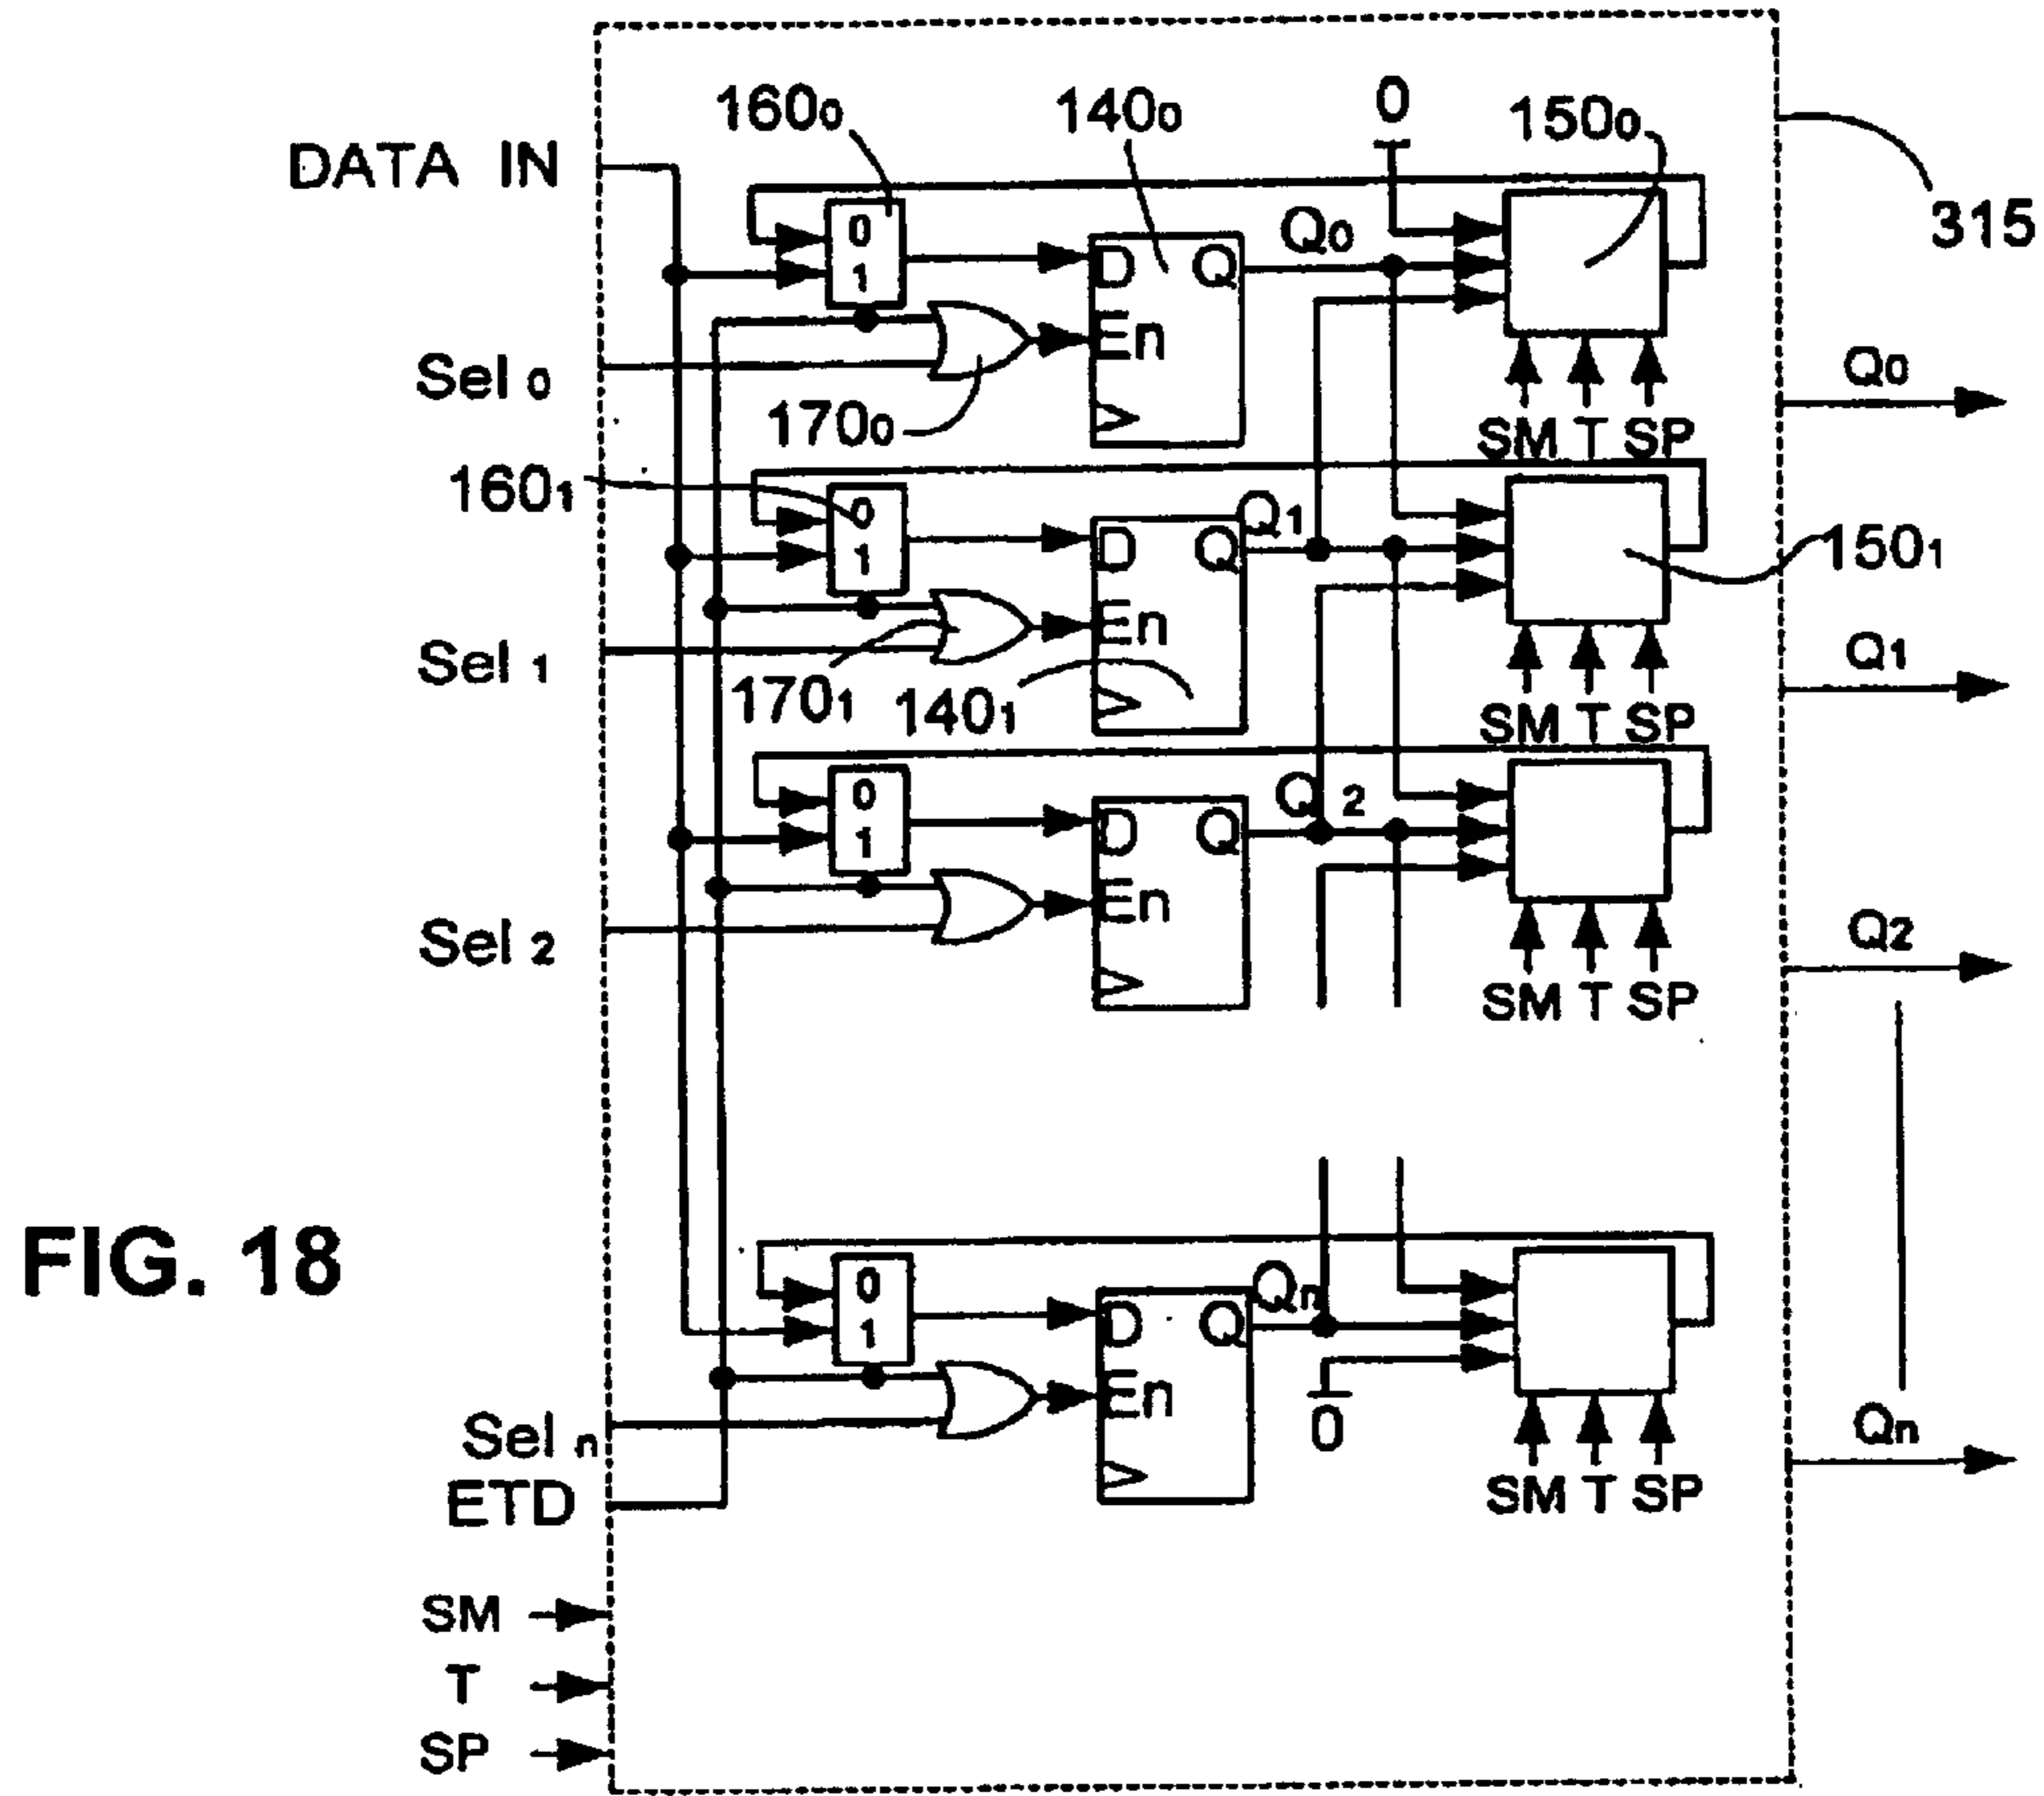 160₀ 140₀ 0 150₀
DATA IN
315
0
1
D Q
En
Q₀
Sel ₀
170₀
SM T SP
Q₀
160₁
0
1
D Q
En
Q₁
150₁
Sel ₁
170₁ 140₁
SM T SP
Q₁
0
1
D Q
En
Q ₂
Sel ₂
SM T SP
Q₂
FIG. 18
0
1
D Q
En
Qₙ
0
Sel ₙ
SM T SP
Qₙ
ETD
SM
T
SP